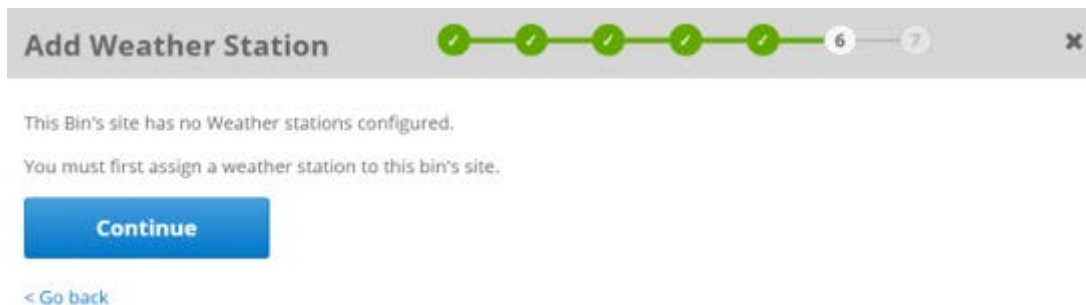 Add Weather Station
6
7
This Bin's site has no Weather stations configured.
You must first assign a weather station to this bin's site.
Continue
< Go back